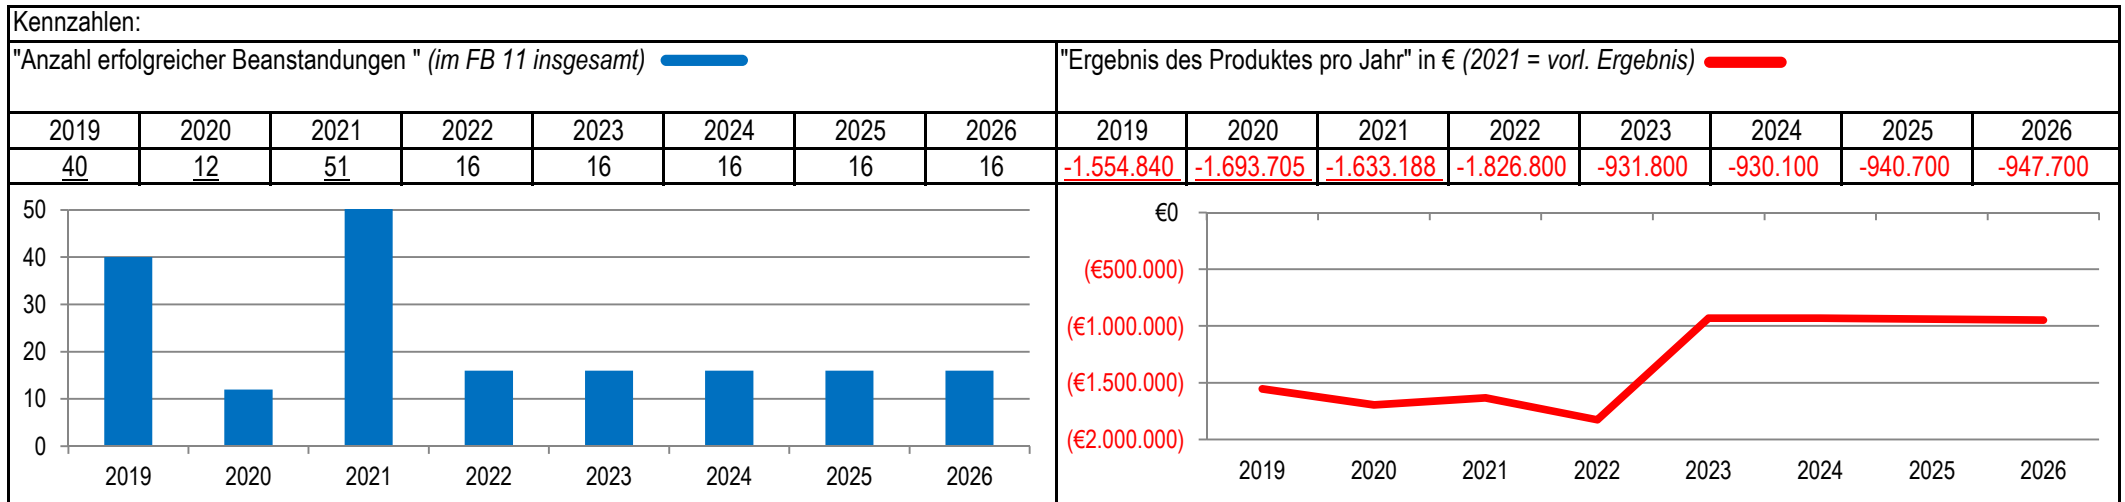 Kennzahlen:
"Anzahl erfolgreicher Beanstandungen " (im FB 11 insgesamt)
"Ergebnis des Produktes pro Jahr" in € (2021 = vorl. Ergebnis)
2019 2020 2021 2022 2023 2024 2025 2026
40 12 51 16 16 16 16 16
2019 2020 2021 2022 2023 2024 2025 2026
-1.554.840 -1.693.705 -1.633.188 -1.826.800 -931.800 -930.100 -940.700 -947.700
50
40
30
20
10
0
2019 2020 2021 2022 2023 2024 2025 2026
€0
(€500.000)
(€1.000.000)
(€1.500.000)
(€2.000.000)
2019 2020 2021 2022 2023 2024 2025 2026